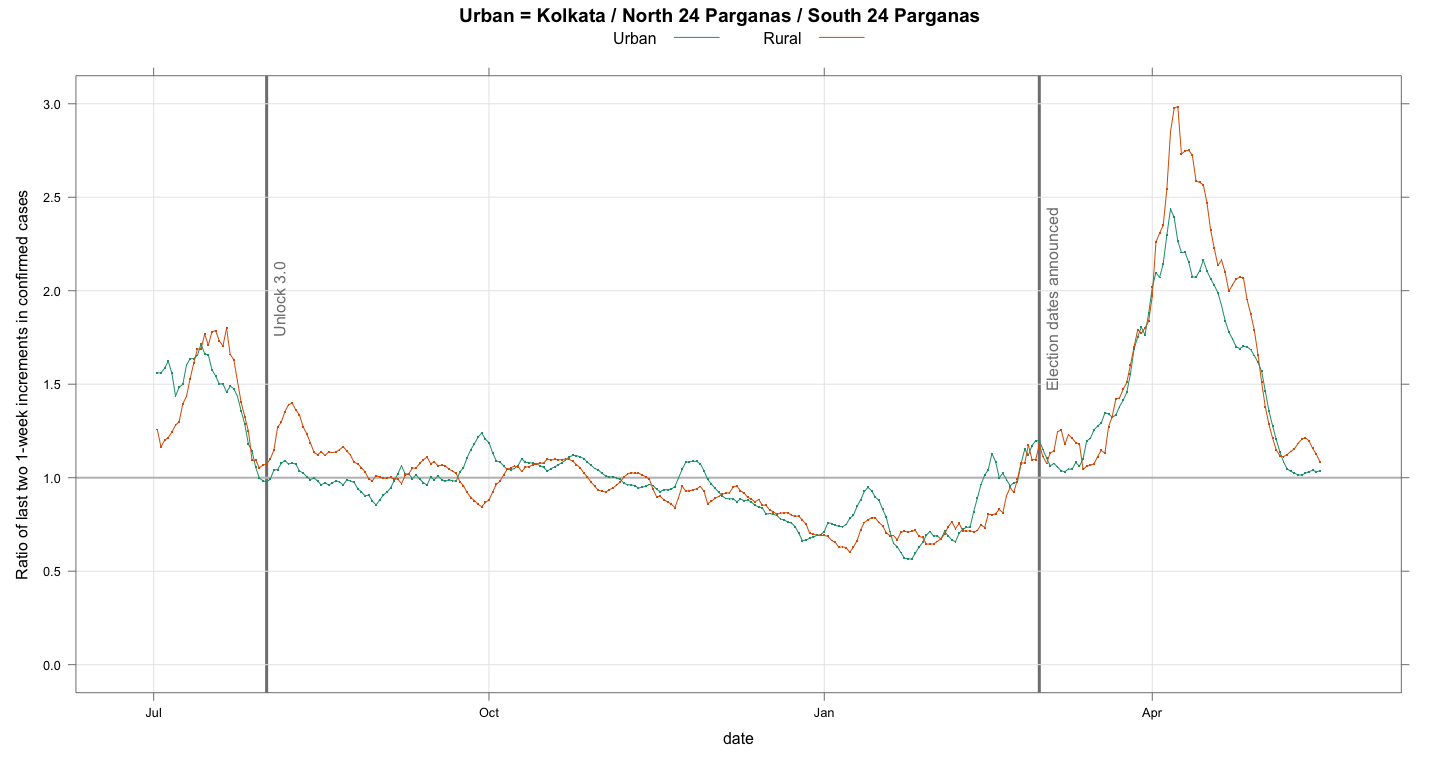 Urban = Kolkata / North 24 Parganas / South 24 Parganas
Urban
Rural
Ratio of last two 1-week increments in confirmed cases
3.0
2.5
2.0
1.5
1.0
0.5
0.0
Unlock 3.0
Election dates announced
Jul
Oct
Jan
Apr
date